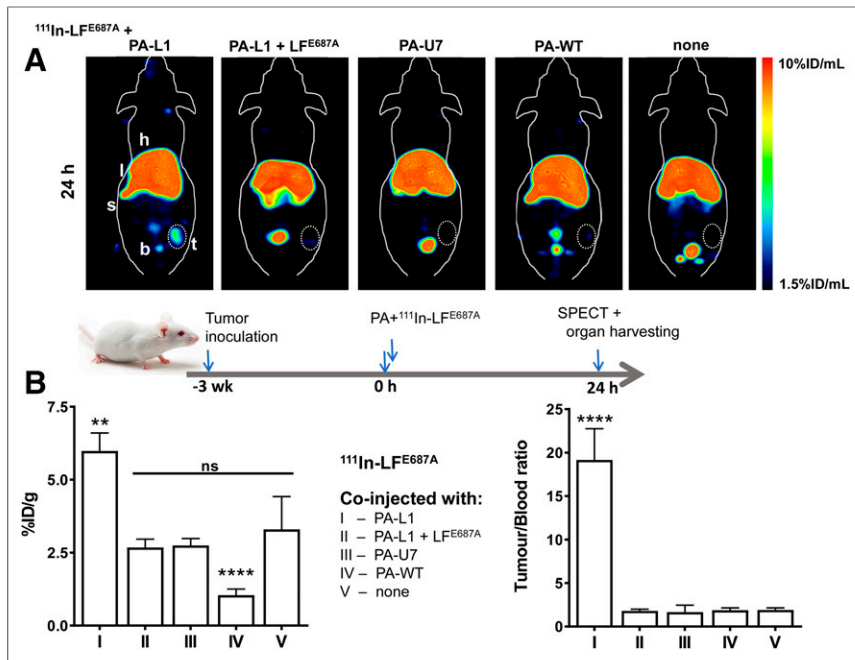 ¹¹¹In-LFᴱ⁶⁸⁷ᴬ +
PA-L1
PA-L1 + LFᴱ⁶⁸⁷ᴬ
PA-U7
PA-WT
none
A
24 h
h
l
s
b
t
10%ID/mL
1.5%ID/mL
Tumor
inoculation
PA+¹¹¹In-LFᴱ⁶⁸⁷ᴬ
SPECT +
organ harvesting
-3 wk
0 h
24 h
B
%ID/g
7.5
5.0
2.5
0.0
**
ns
****
I
II
III
IV
V
¹¹¹In-LFᴱ⁶⁸⁷ᴬ
Co-injected with:
I – PA-L1
II – PA-L1 + LFᴱ⁶⁸⁷ᴬ
III – PA-U7
IV – PA-WT
V – none
Tumour/Blood ratio
25
20
15
10
5
0
****
I
II
III
IV
V